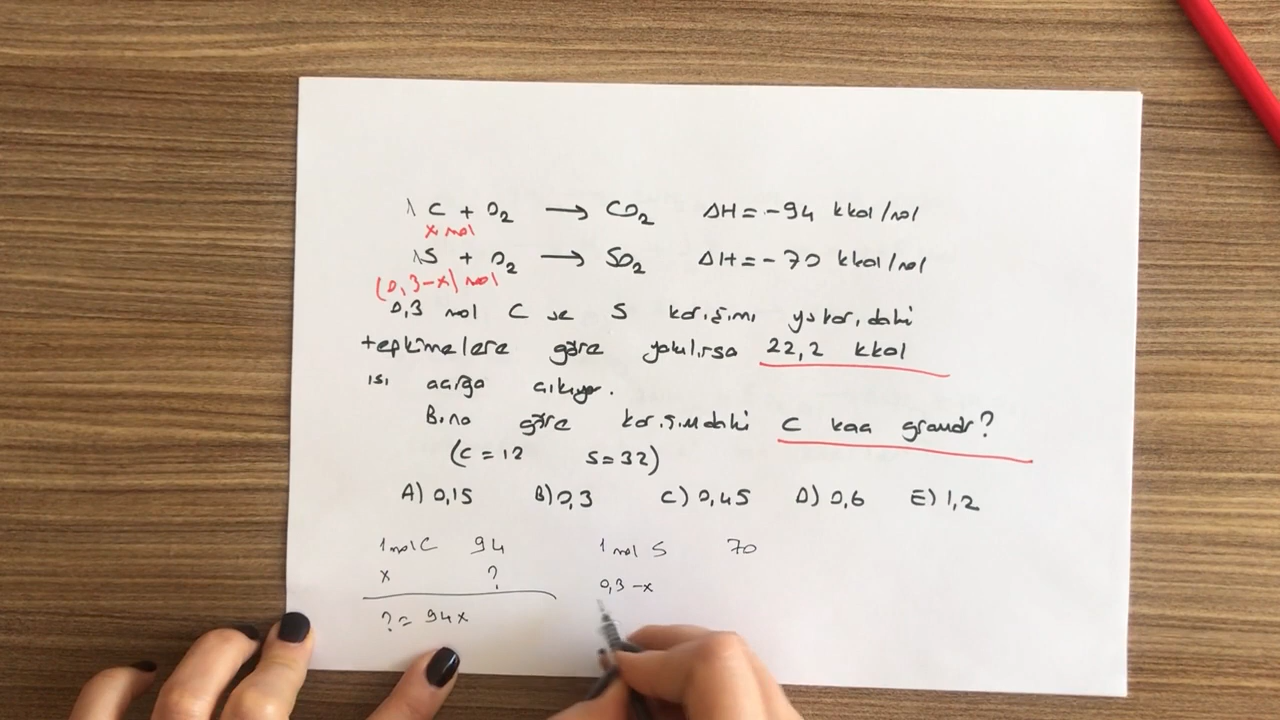 1 C + O₂ → CO₂ ΔH = -94 kkal/mol
x mol
1 S + O₂ → SO₂ ΔH = -70 kkal/mol
(0,3-x) mol
0,3 mol C ve S karışımı yukarıdaki
tepkimelere göre yakılırsa 22,2 kkal
ısı açığa çıkıyor.
Buna göre karışımdaki C kaç gramdır?
(C = 12 S = 32)
A) 0,15 B) 0,3 C) 0,45 D) 0,6 E) 1,2
1 mol C 94 1 mol S 70
x ? 0,3 - x
? = 94x